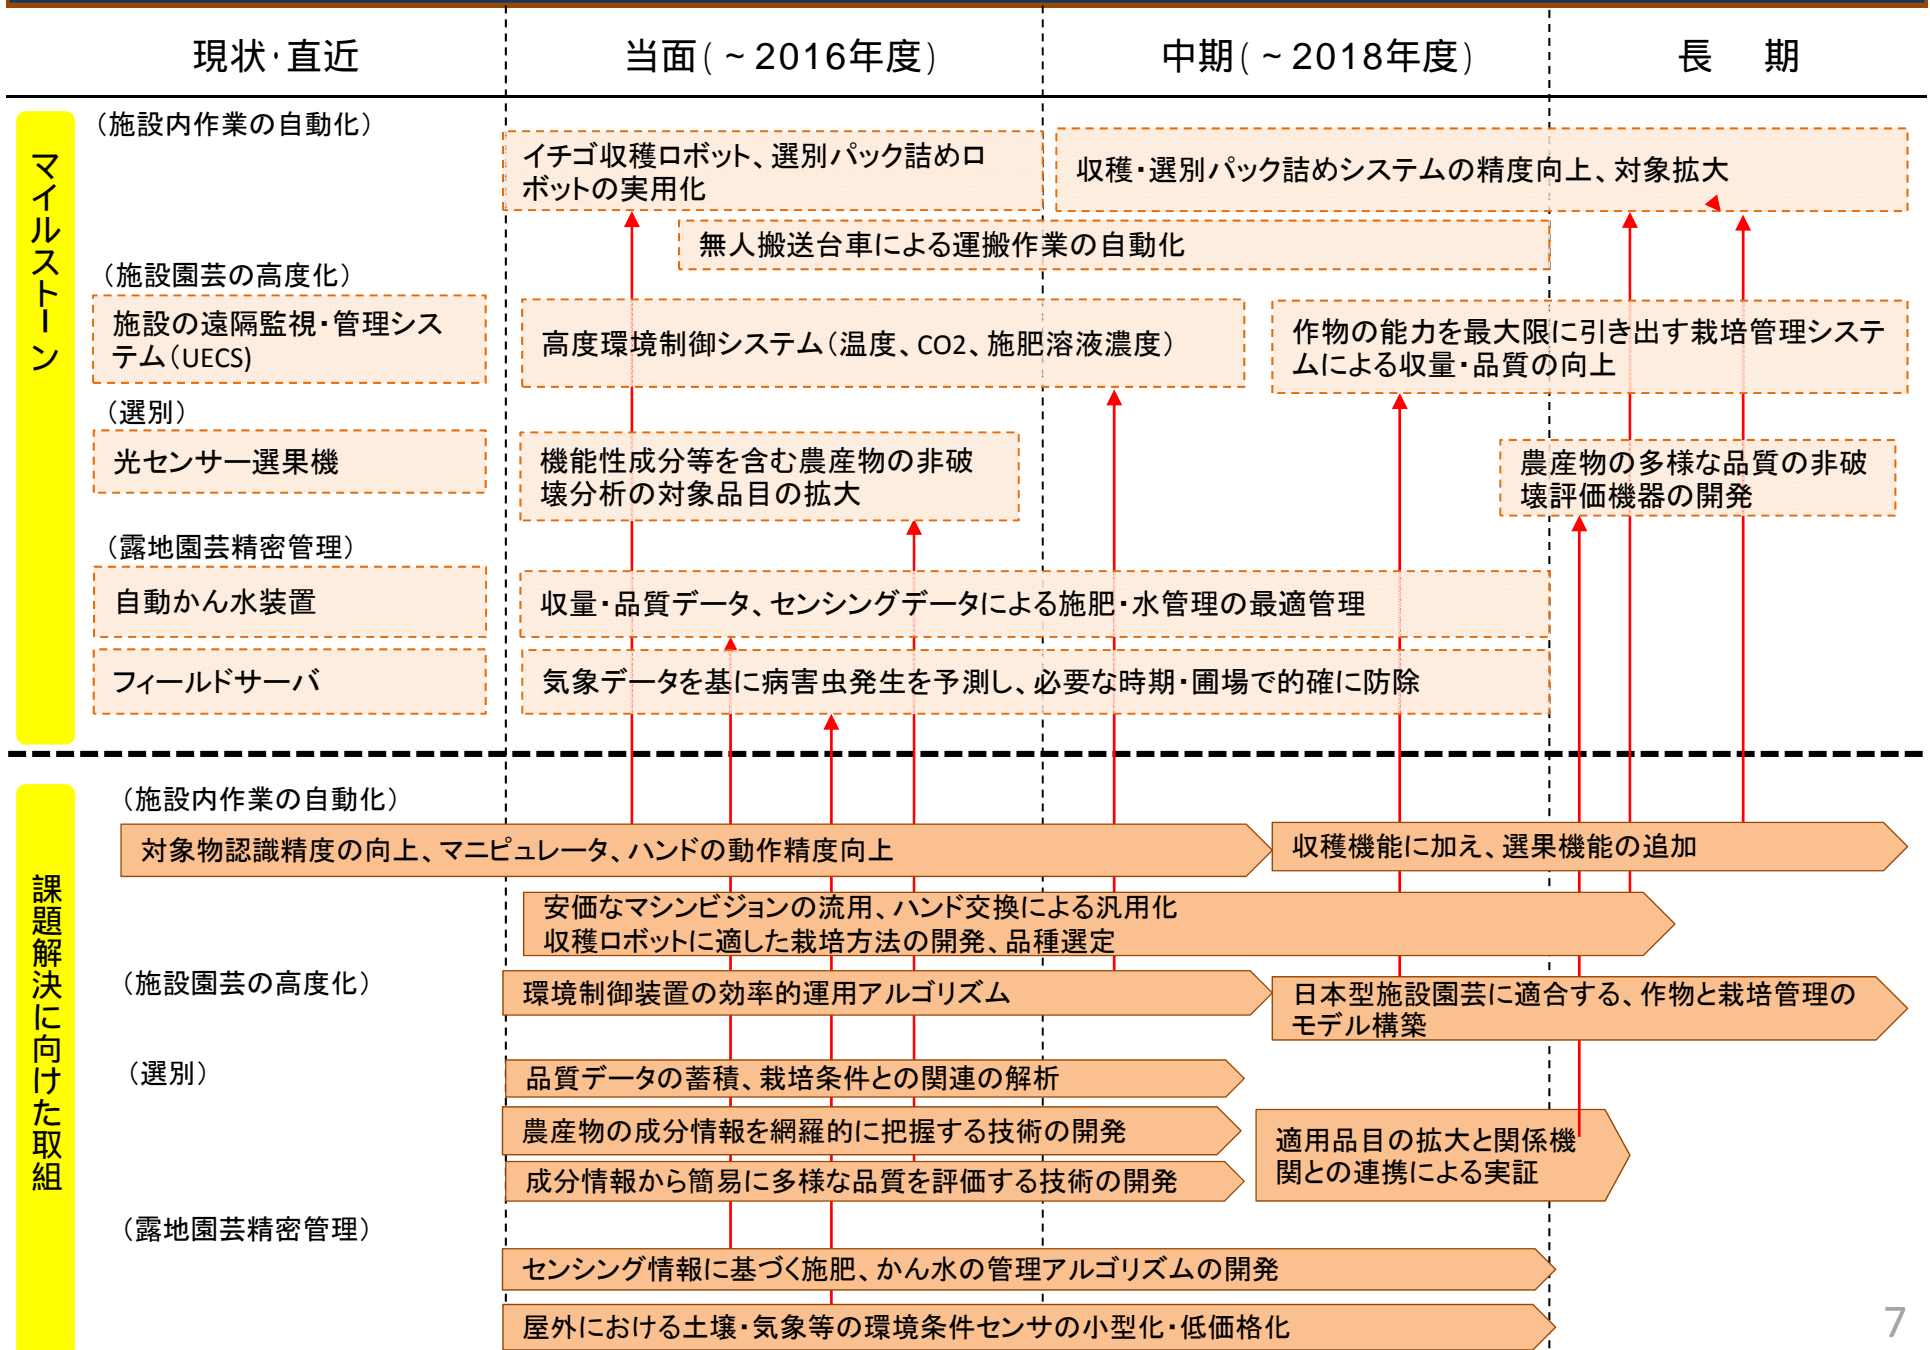 現状･直近
当面(～2016年度)
中期(～2018年度)
長　期
マイルストーン
(施設内作業の自動化)
イチゴ収穫ロボット、選別パック詰めロ
ボットの実用化
収穫・選別パック詰めシステムの精度向上、対象拡大
無人搬送台車による運搬作業の自動化
(施設園芸の高度化)
施設の遠隔監視・管理シス
テム(UECS)
高度環境制御システム(温度、CO2、施肥溶液濃度)
作物の能力を最大限に引き出す栽培管理システ
ムによる収量・品質の向上
(選別)
光センサー選果機
機能性成分等を含む農産物の非破
壊分析の対象品目の拡大
農産物の多様な品質の非破
壊評価機器の開発
(露地園芸精密管理)
自動かん水装置
収量・品質データ、センシングデータによる施肥・水管理の最適管理
フィールドサーバ
気象データを基に病害虫発生を予測し、必要な時期・圃場で的確に防除
課題解決に向けた取組
(施設内作業の自動化)
対象物認識精度の向上、マニピュレータ、ハンドの動作精度向上
収穫機能に加え、選果機能の追加
安価なマシンビジョンの流用、ハンド交換による汎用化
収穫ロボットに適した栽培方法の開発、品種選定
(施設園芸の高度化)
環境制御装置の効率的運用アルゴリズム
日本型施設園芸に適合する、作物と栽培管理の
モデル構築
(選別)
品質データの蓄積、栽培条件との関連の解析
農産物の成分情報を網羅的に把握する技術の開発
適用品目の拡大と関係機
関との連携による実証
成分情報から簡易に多様な品質を評価する技術の開発
(露地園芸精密管理)
センシング情報に基づく施肥、かん水の管理アルゴリズムの開発
屋外における土壌・気象等の環境条件センサの小型化・低価格化
7